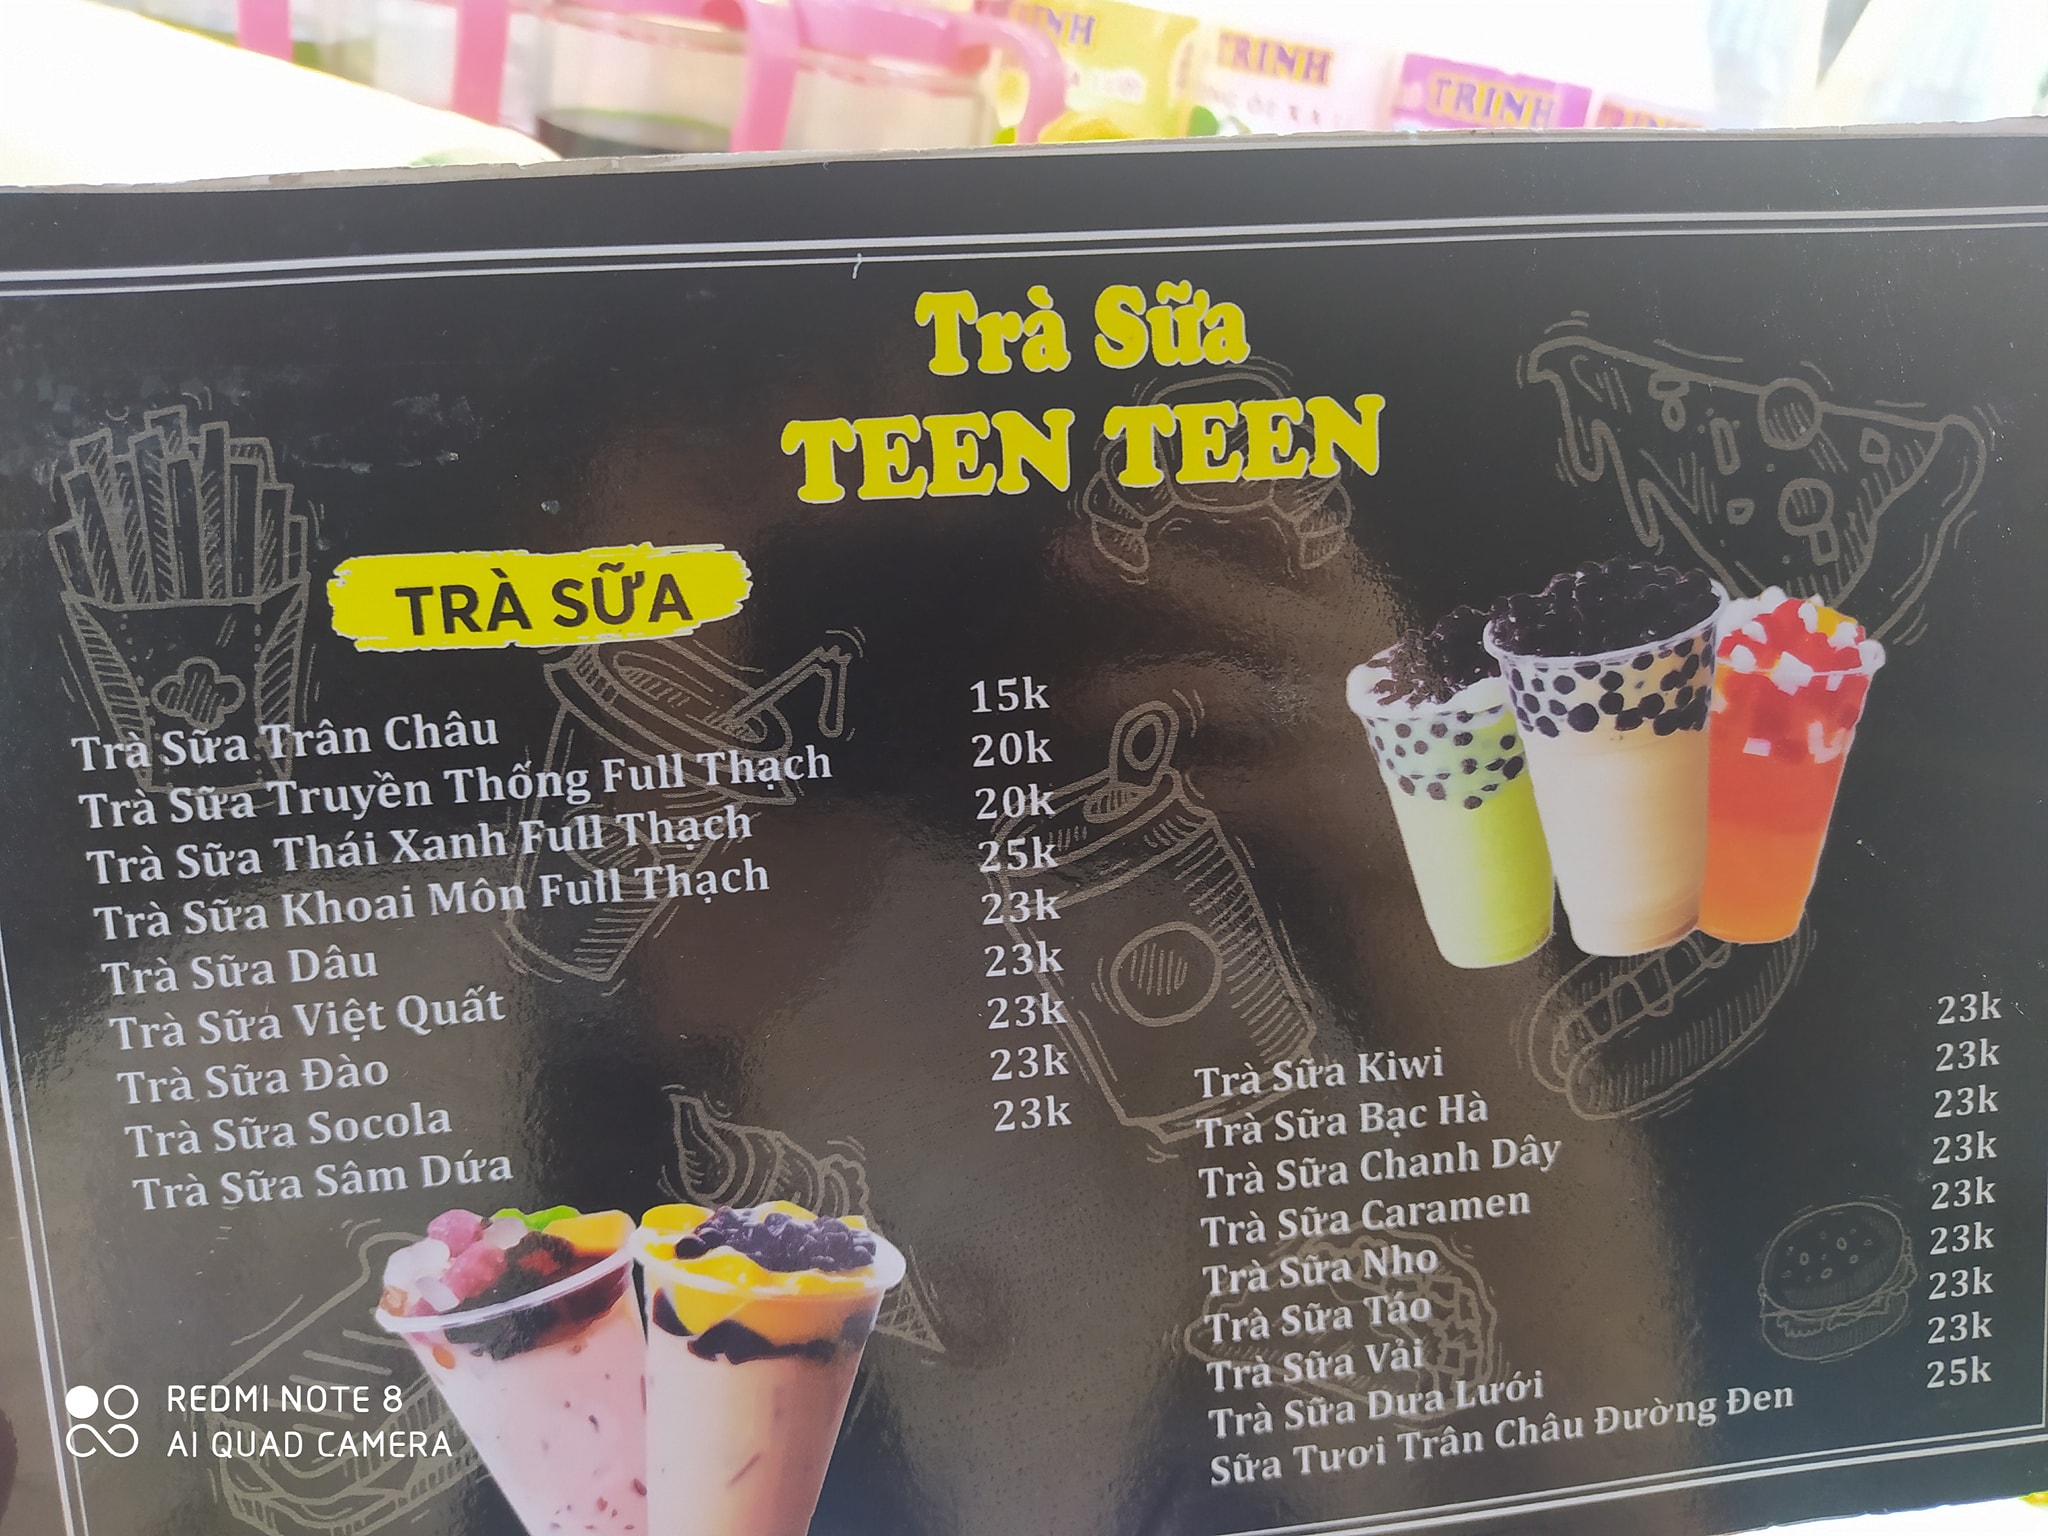 TRINH
TRINH
Trà Sữa
TEEN TEEN
TRÀ SỮA
Trà Sữa Trân Châu 15k
Trà Sữa Truyền Thống Full Thạch 20k
Trà Sữa Thái Xanh Full Thạch 20k
Trà Sữa Khoai Môn Full Thạch 25k
Trà Sữa Dâu 23k
Trà Sữa Việt Quất 23k
Trà Sữa Đào 23k
Trà Sữa Socola 23k
Trà Sữa Sâm Dứa 23k
Trà Sữa Kiwi 23k
Trà Sữa Bạc Hà 23k
Trà Sữa Chanh Dây 23k
Trà Sữa Caramen 23k
Trà Sữa Nho 23k
Trà Sữa Táo 23k
Trà Sữa Vải 23k
Trà Sữa Dưa Lưới 23k
Sữa Tươi Trân Châu Đường Đen 25k
REDMI NOTE 8
AI QUAD CAMERA